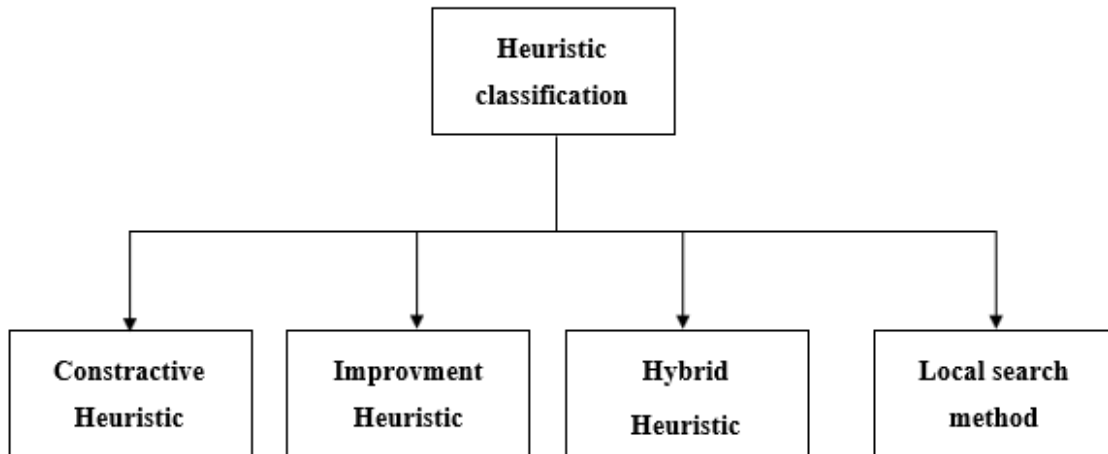 Heuristic
classification
Constractive
Heuristic
Improvment
Heuristic
Hybrid
Heuristic
Local search
method